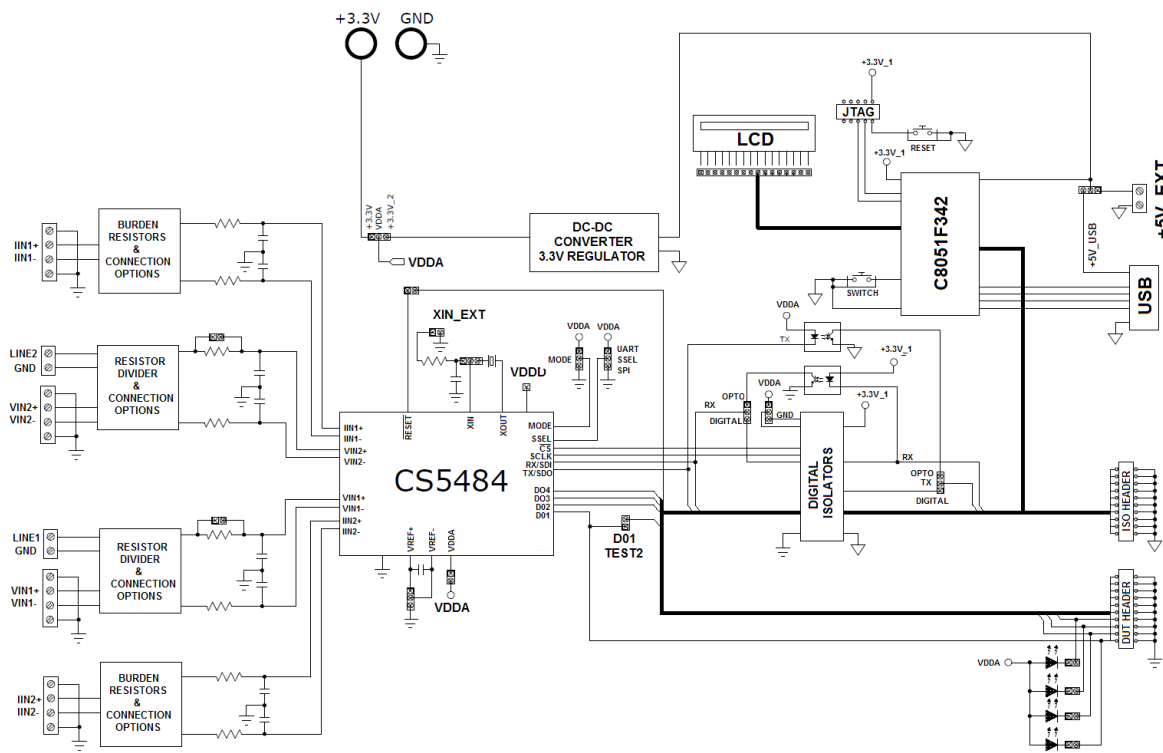 +3.3V
GND
+3.3V
VDDA
+3.3V_2
VDDA
DC-DC
CONVERTER
3.3V REGULATOR
LCD
+3.3V_1
JTAG
RESET
+3.3V_1
C8051F342
SWITCH
+5V_EXT
+5V_USB
USB
BURDEN
RESISTORS
&
CONNECTION
OPTIONS
IIN1+
IIN1-
LINE2
GND
VIN2+
VIN2-
RESISTOR
DIVIDER
&
CONNECTION
OPTIONS
LINE1
GND
VIN1+
VIN1-
RESISTOR
DIVIDER
&
CONNECTION
OPTIONS
IIN2+
IIN2-
BURDEN
RESISTORS
&
CONNECTION
OPTIONS
XIN_EXT
VDDD
VDDA
VDDA
MODE
UART
SSEL
SPI
RESET
XIN
XOUT
IIN1+
IIN1-
VIN2+
VIN2-
VIN1+
VIN1-
IIN2+
IIN2-
CS5484
MODE
SSEL
CS
SCLK
RX/SDI
TX/SDO
DO4
DO3
D02
D01
VREF+
VREF-
VDDA
VDDA
D01
TEST2
VDDA
TX
+3.3V_1
VDDA
OPTO
RX
GND
DIGITAL
+3.3V_1
DIGITAL
ISOLATORS
RX
OPTO
TX
DIGITAL
ISO HEADER
DUT HEADER
VDDA